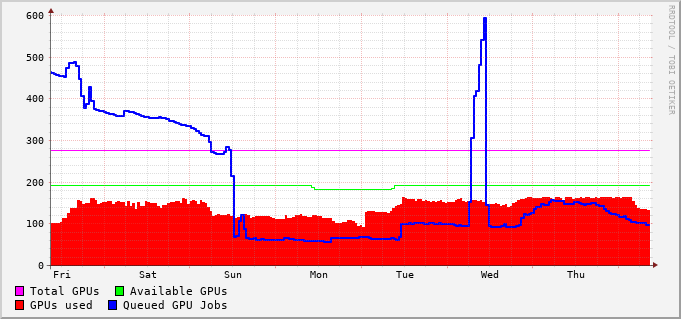 RRDTOOL / TOBI OETIKER
600
500
400
300
200
100
0
Fri Sat Sun Mon Tue Wed Thu
Total GPUs Available GPUs
GPUs used Queued GPU Jobs